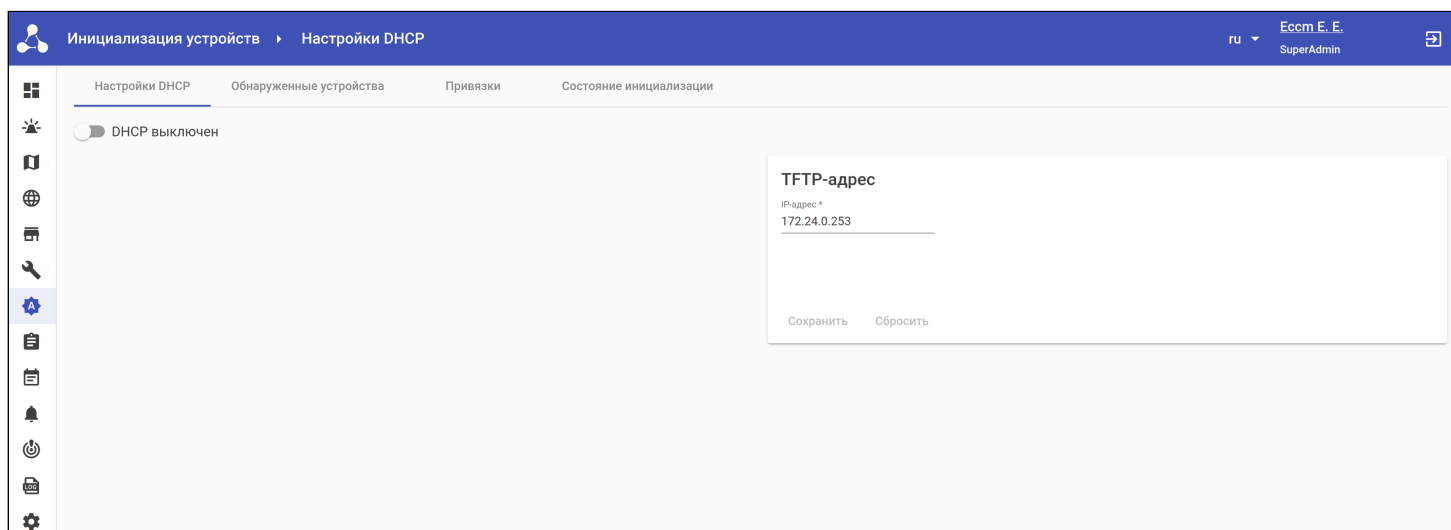 Инициализация устройств ▸ Настройки DHCP
ru
Eccm E. E.
SuperAdmin
Настройки DHCP Обнаруженные устройства Привязки Состояние инициализации
DHCP выключен
TFTP-адрес
IP-адрес *
172.24.0.253
Сохранить Сбросить
A
LOG